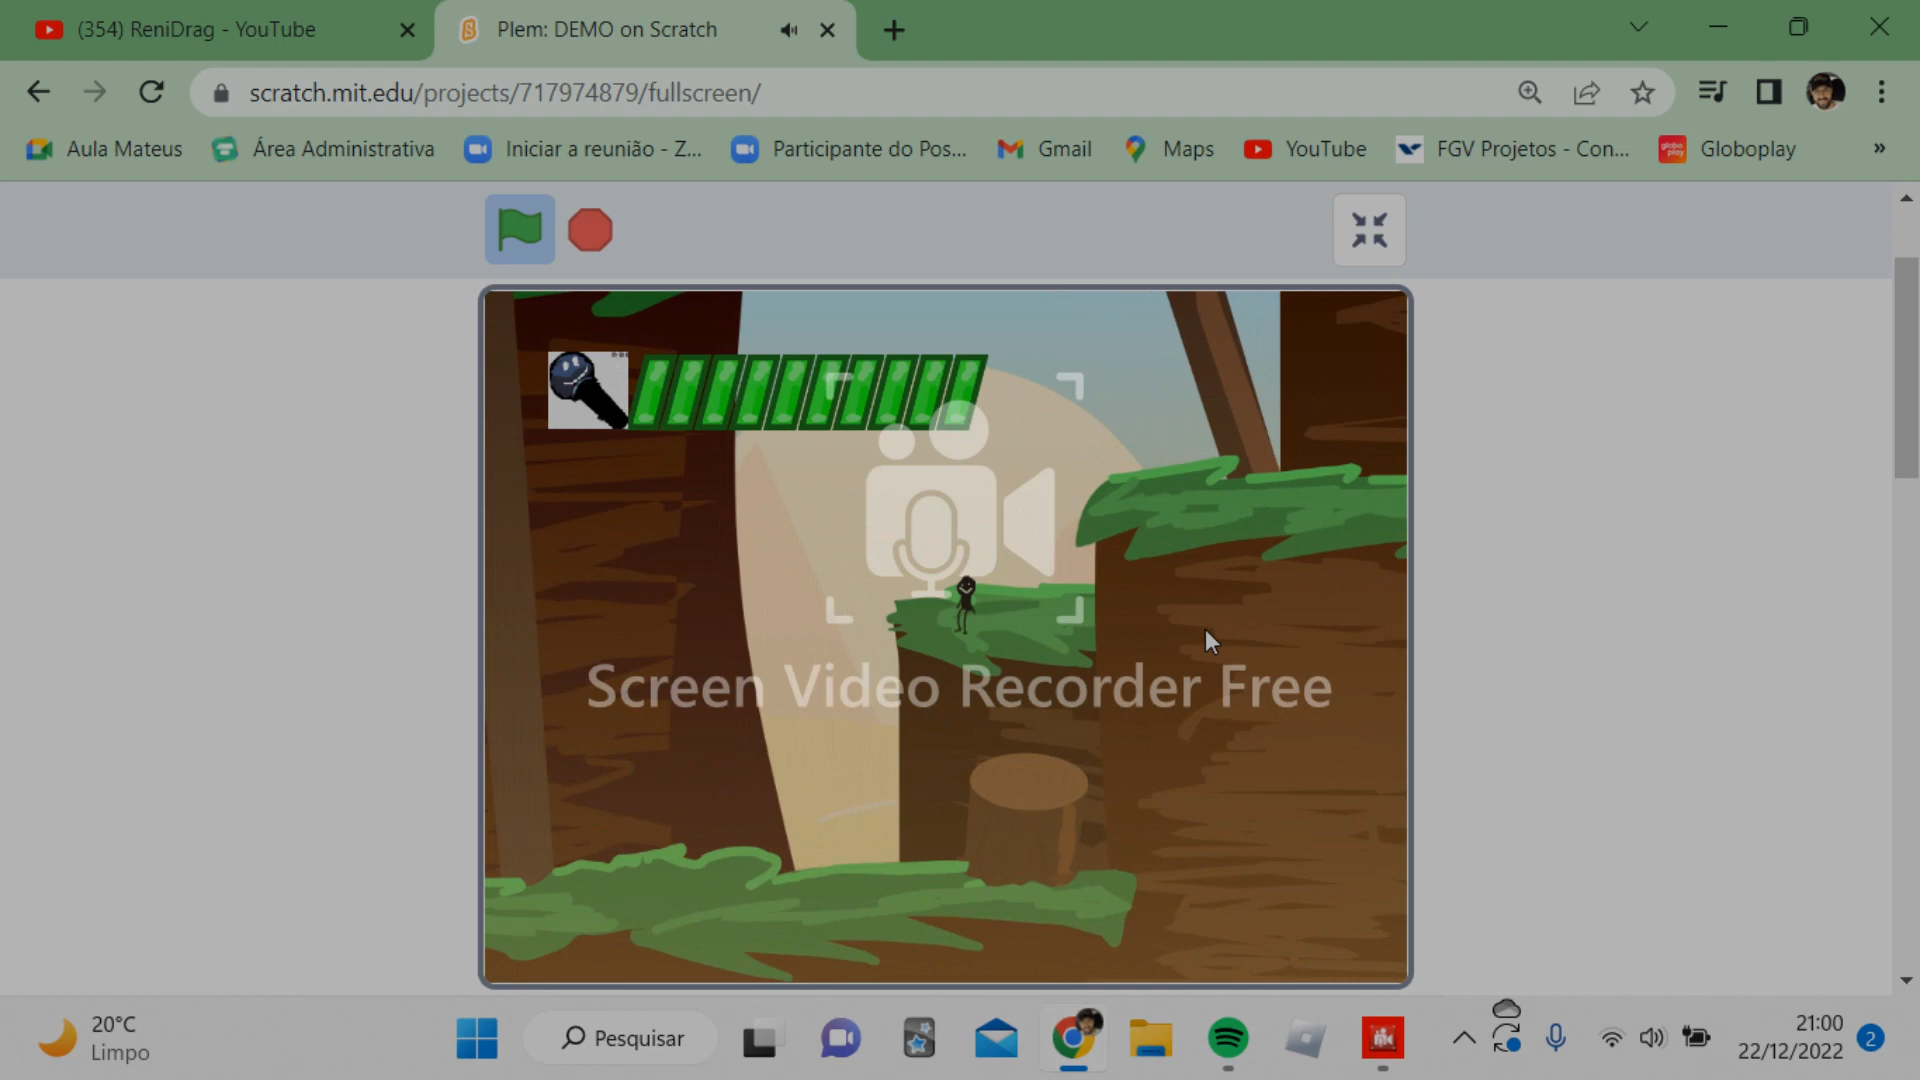 (354) ReniDrag - YouTube
Plem: DEMO on Scratch
scratch.mit.edu/projects/717974879/fullscreen/
Aula Mateus
Área Administrativa
Iniciar a reunião - Z...
Participante do Pos...
Gmail
Maps
YouTube
FGV Projetos - Con...
Globoplay
»
Screen Video Recorder Free
20°C
Limpo
Pesquisar
21:00
22/12/2022
2